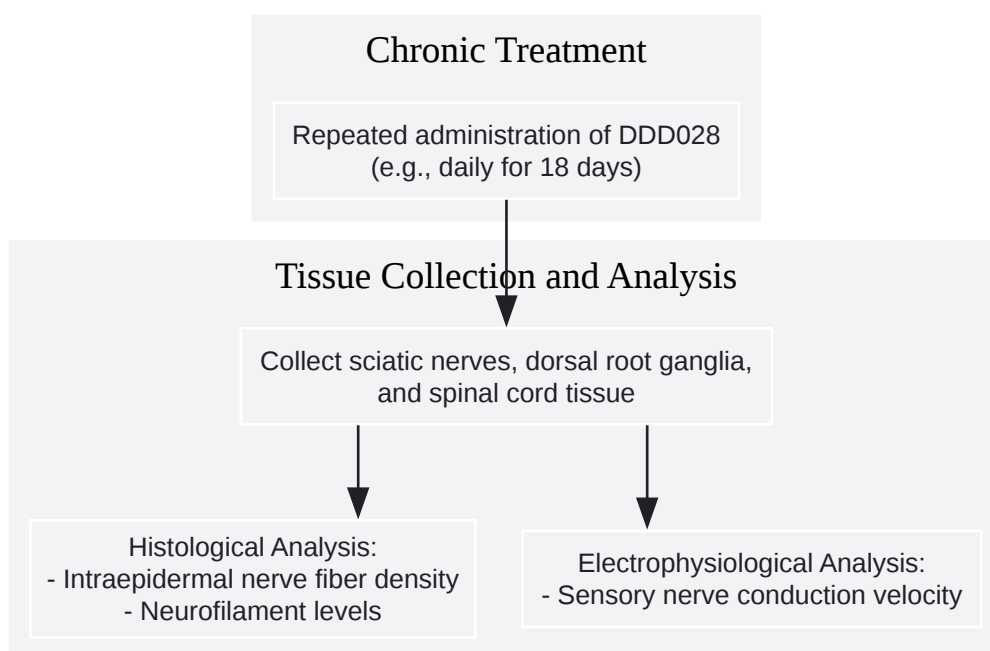 Chronic Treatment
Repeated administration of DDD028
(e.g., daily for 18 days)
Tissue Collection and Analysis
Collect sciatic nerves, dorsal root ganglia,
and spinal cord tissue
Histological Analysis:
- Intraepidermal nerve fiber density
- Neurofilament levels
Electrophysiological Analysis:
- Sensory nerve conduction velocity